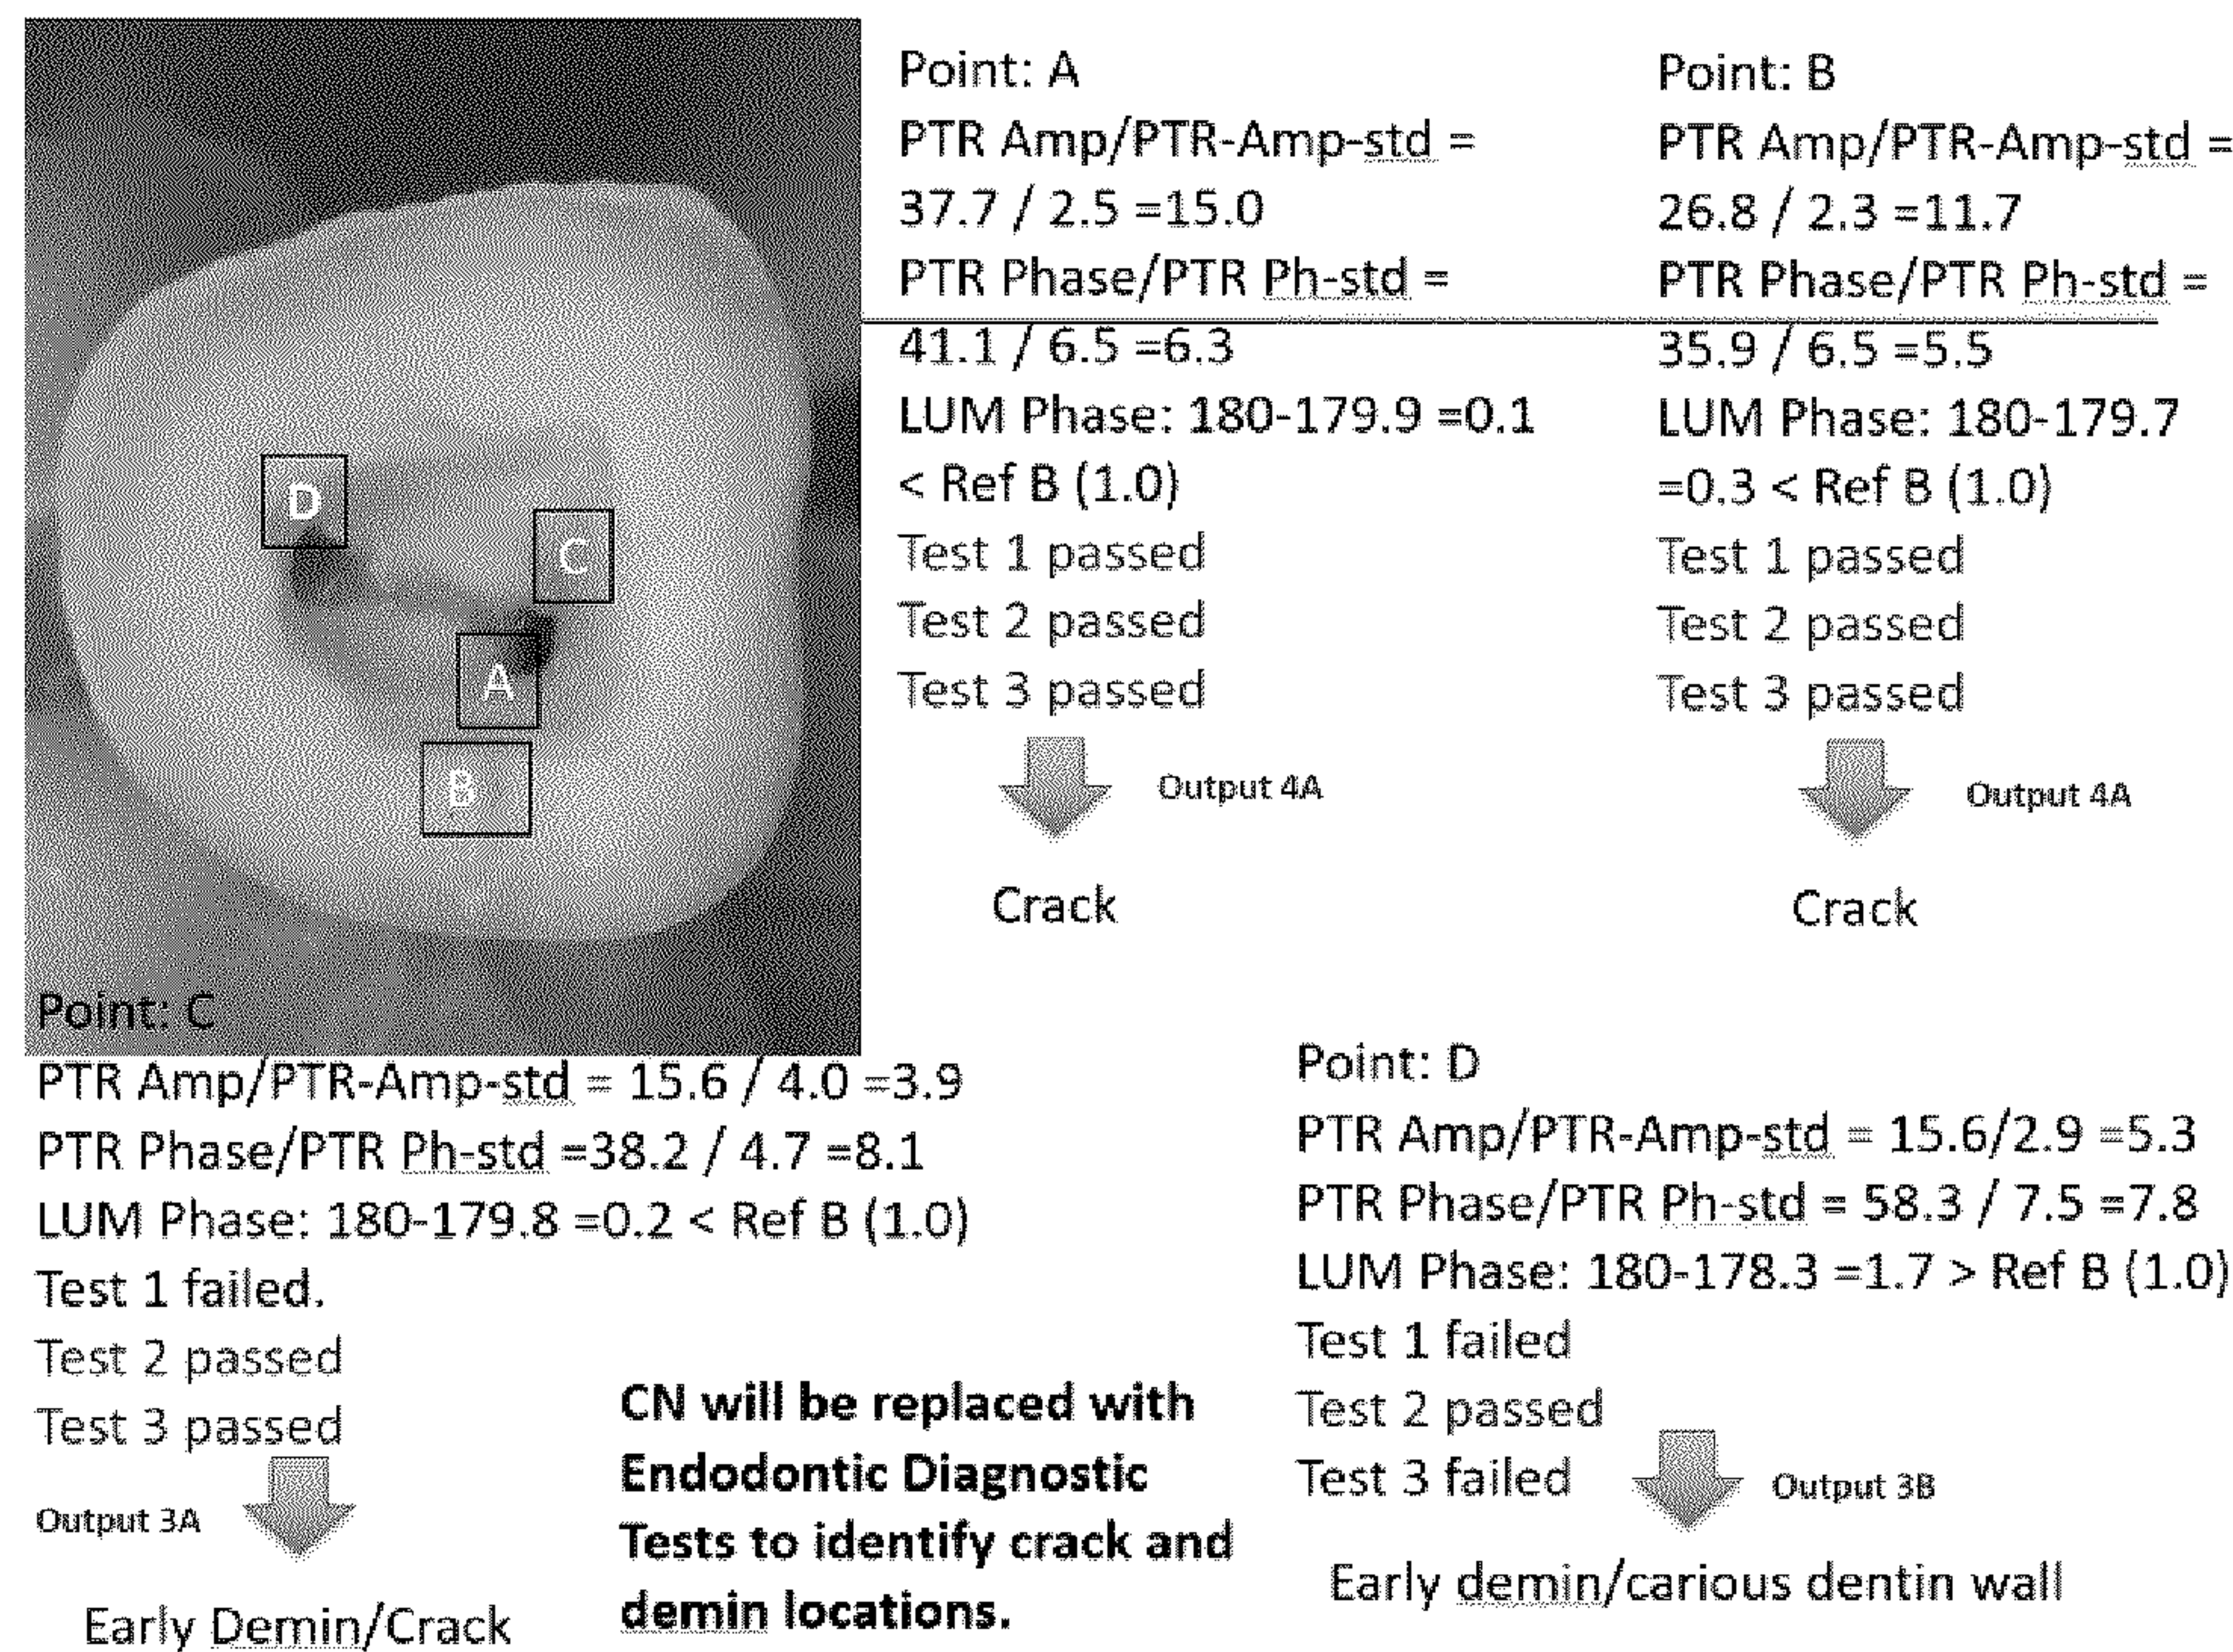 D
C
A
B
Point: A
PTR Amp/PTR-Amp-std =
37.7 / 2.5 =15.0
PTR Phase/PTR Ph-std =
41.1 / 6.5 =6.3
LUM Phase: 180-179.9 =0.1
< Ref B (1.0)
Test 1 passed
Test 2 passed
Test 3 passed
Output 4A
Crack
Point: B
PTR Amp/PTR-Amp-std =
26.8 / 2.3 =11.7
PTR Phase/PTR Ph-std =
35.9 / 6.5 =5.5
LUM Phase: 180-179.7
=0.3 < Ref B (1.0)
Test 1 passed
Test 2 passed
Test 3 passed
Output 4A
Crack
Point: C
PTR Amp/PTR-Amp-std = 15.6 / 4.0 =3.9
PTR Phase/PTR Ph-std =38.2 / 4.7 =8.1
LUM Phase: 180-179.8 =0.2 < Ref B (1.0)
Test 1 failed.
Test 2 passed
Test 3 passed
Output 3A
Early Demin/Crack
CN will be replaced with
Endodontic Diagnostic
Tests to identify crack and
demin locations.
Point: D
PTR Amp/PTR-Amp-std = 15.6/2.9 =5.3
PTR Phase/PTR Ph-std = 58.3 / 7.5 =7.8
LUM Phase: 180-178.3 =1.7 > Ref B (1.0)
Test 1 failed
Test 2 passed
Test 3 failed
Output 3B
Early demin/carious dentin wall